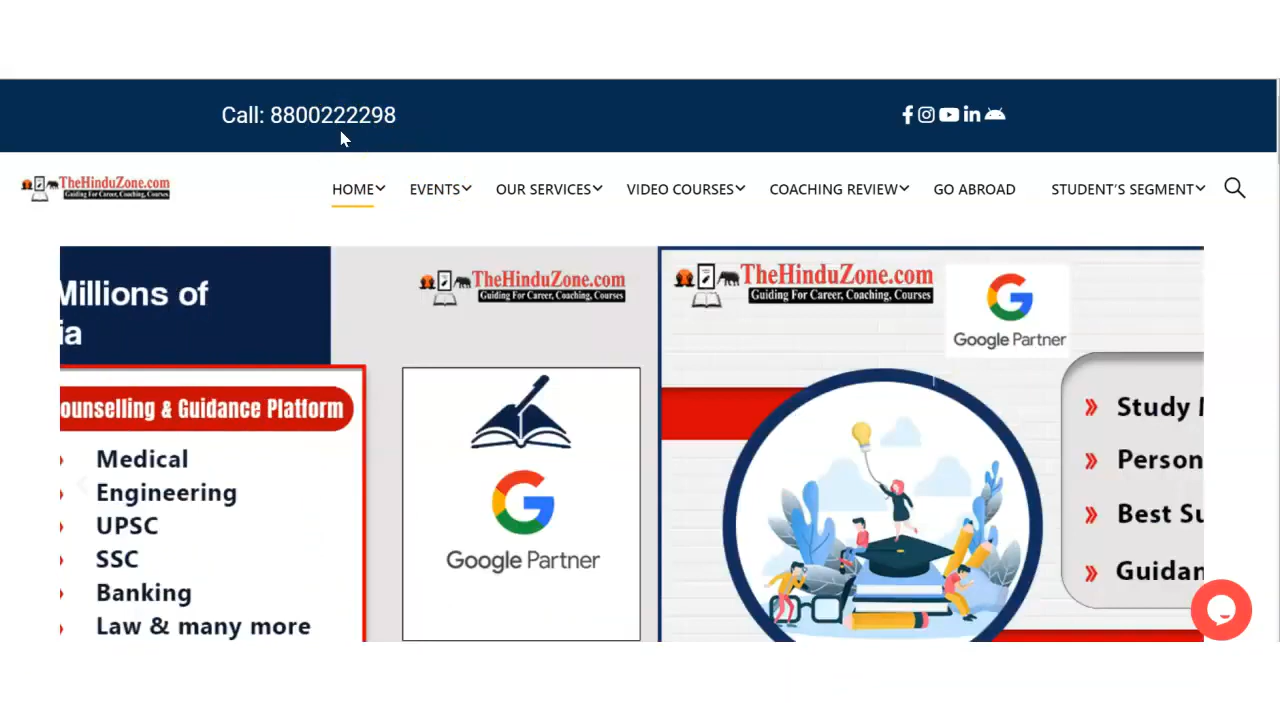 Call: 8800222298
TheHinduZone.com
Guiding For Career, Coaching, Courses
HOME
EVENTS
OUR SERVICES
VIDEO COURSES
COACHING REVIEW
GO ABROAD
STUDENT'S SEGMENT
Millions of
ia
ounselling & Guidance Platform
Medical
Engineering
UPSC
SSC
Banking
Law & many more
TheHinduZone.com
Guiding For Career, Coaching, Courses
Google Partner
TheHinduZone.com
Guiding For Career, Coaching, Courses
Google Partner
Study
Person
Best Su
Guidan